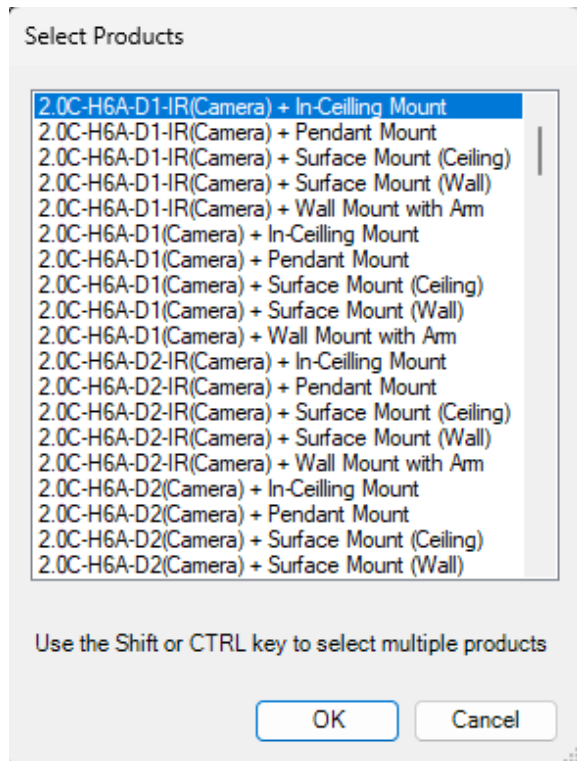 Select Products
2.0C-H6A-D1-IR(Camera) + In-Ceilling Mount
2.0C-H6A-D1-IR(Camera) + Pendant Mount
2.0C-H6A-D1-IR(Camera) + Surface Mount (Ceiling)
2.0C-H6A-D1-IR(Camera) + Surface Mount (Wall)
2.0C-H6A-D1-IR(Camera) + Wall Mount with Arm
2.0C-H6A-D1(Camera) + In-Ceilling Mount
2.0C-H6A-D1(Camera) + Pendant Mount
2.0C-H6A-D1(Camera) + Surface Mount (Ceiling)
2.0C-H6A-D1(Camera) + Surface Mount (Wall)
2.0C-H6A-D1(Camera) + Wall Mount with Arm
2.0C-H6A-D2-IR(Camera) + In-Ceilling Mount
2.0C-H6A-D2-IR(Camera) + Pendant Mount
2.0C-H6A-D2-IR(Camera) + Surface Mount (Ceiling)
2.0C-H6A-D2-IR(Camera) + Surface Mount (Wall)
2.0C-H6A-D2-IR(Camera) + Wall Mount with Arm
2.0C-H6A-D2(Camera) + In-Ceilling Mount
2.0C-H6A-D2(Camera) + Pendant Mount
2.0C-H6A-D2(Camera) + Surface Mount (Ceiling)
2.0C-H6A-D2(Camera) + Surface Mount (Wall)
Use the Shift or CTRL key to select multiple products
OK Cancel